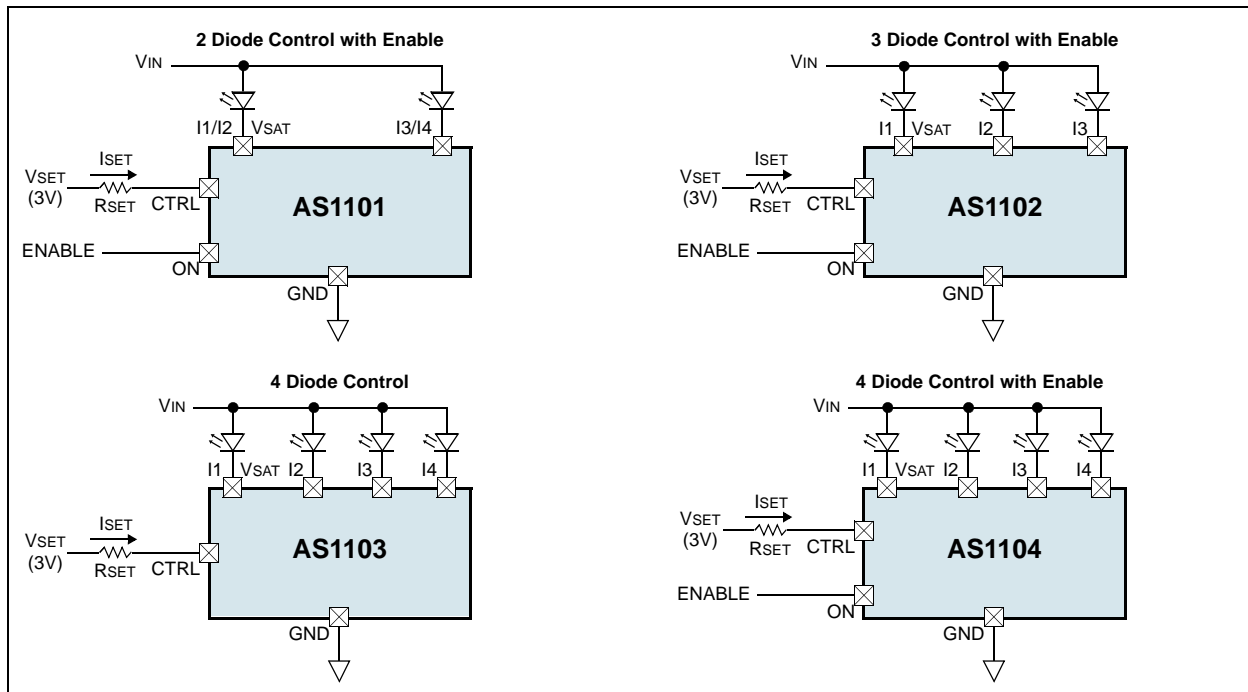 2 Diode Control with Enable
VIN
I1/I2 VSAT I3/I4
ISET
VSET
(3V)
RSET
CTRL
AS1101
ENABLE
ON
GND
3 Diode Control with Enable
VIN
I1 VSAT I2 I3
ISET
VSET
(3V)
RSET
CTRL
AS1102
ENABLE
ON
GND
4 Diode Control
VIN
I1 VSAT I2 I3 I4
ISET
VSET
(3V)
RSET
CTRL
AS1103
GND
4 Diode Control with Enable
VIN
I1 VSAT I2 I3 I4
ISET
VSET
(3V)
RSET
CTRL
AS1104
ENABLE
ON
GND